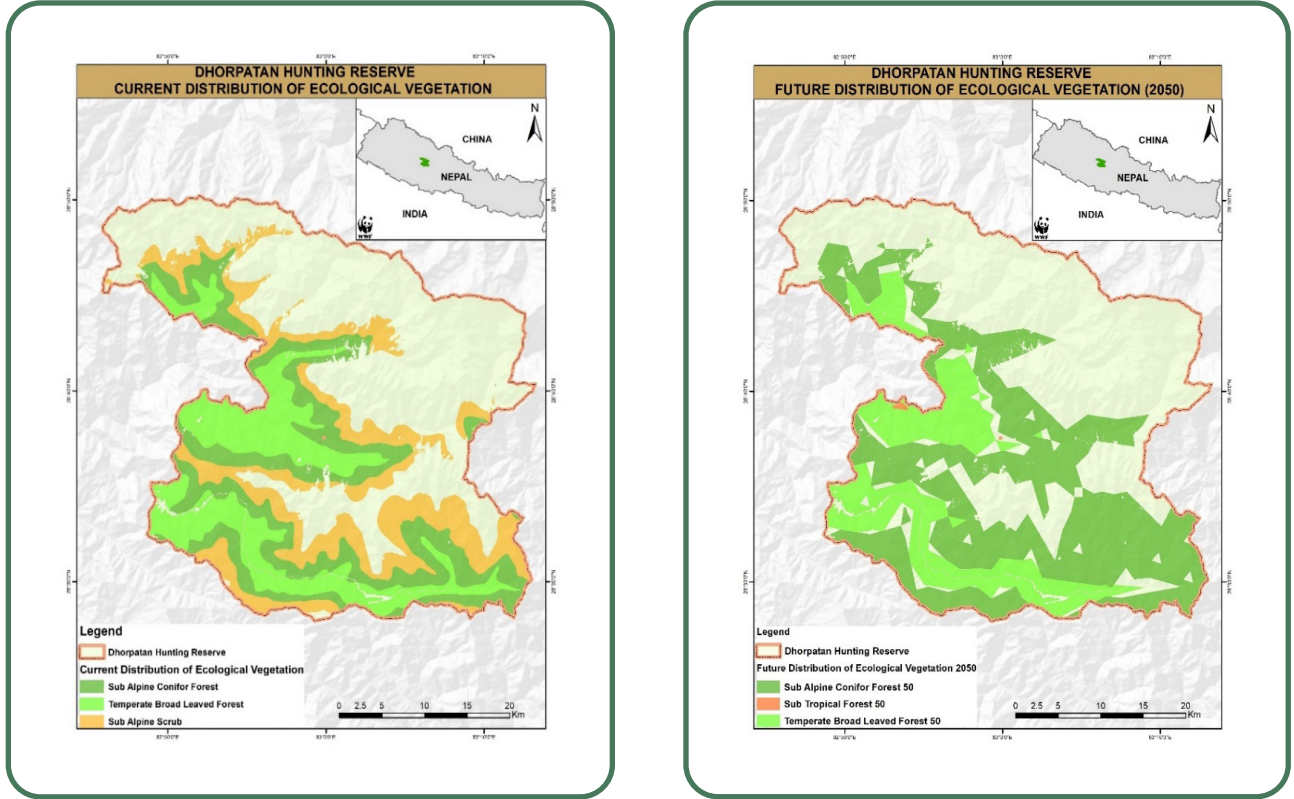 DHORPATAN HUNTING RESERVE
CURRENT DISTRIBUTION OF ECOLOGICAL VEGETATION
N
CHINA
NEPAL
INDIA
WWF
Legend
Dhorpatan Hunting Reserve
Current Distribution of Ecological Vegetation
Sub Alpine Conifor Forest
Temperate Broad Leaved Forest
Sub Alpine Scrub
0 2.5 5 10 15 20
Km
DHORPATAN HUNTING RESERVE
FUTURE DISTRIBUTION OF ECOLOGICAL VEGETATION (2050)
N
CHINA
NEPAL
INDIA
WWF
Legend
Dhorpatan Hunting Reserve
Future Distribution of Ecological Vegetation 2050
Sub Alpine Conifor Forest 50
Sub Tropical Forest 50
Temperate Broad Leaved Forest 50
0 2.5 5 10 15 20
Km